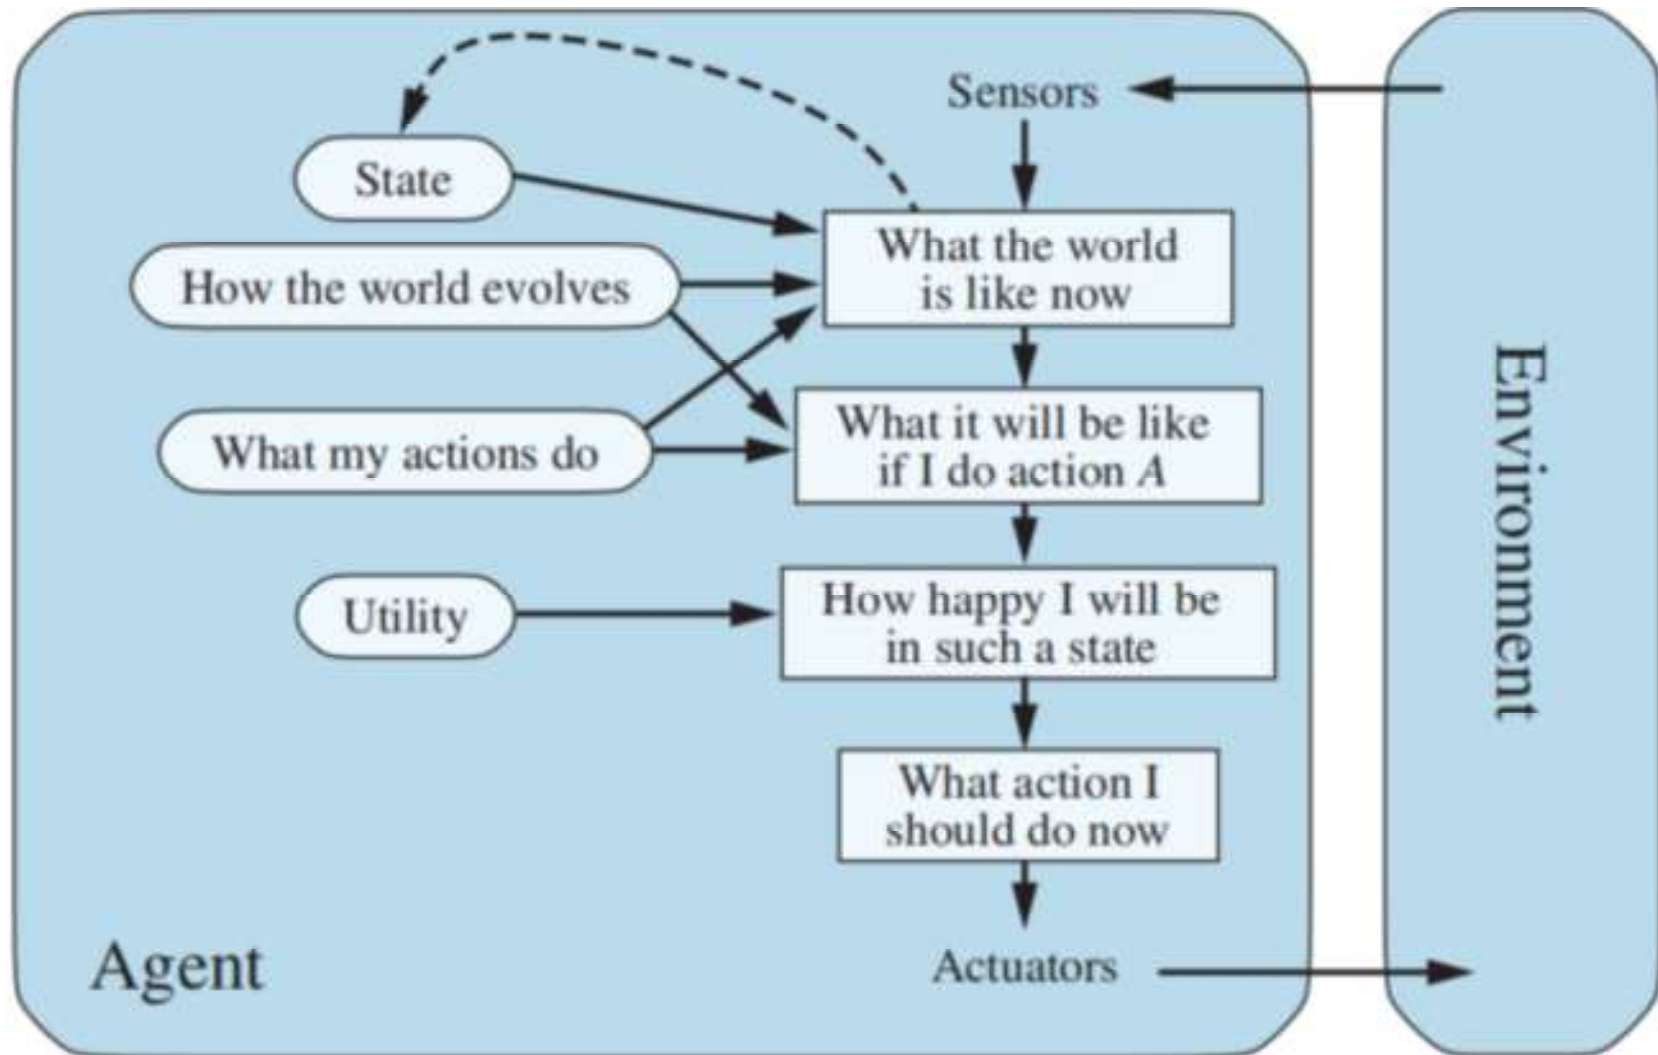 Sensors
State
What the world
is like now
How the world evolves
What it will be like
if I do action A
What my actions do
How happy I will be
in such a state
Utility
What action I
should do now
Agent
Actuators
Environment